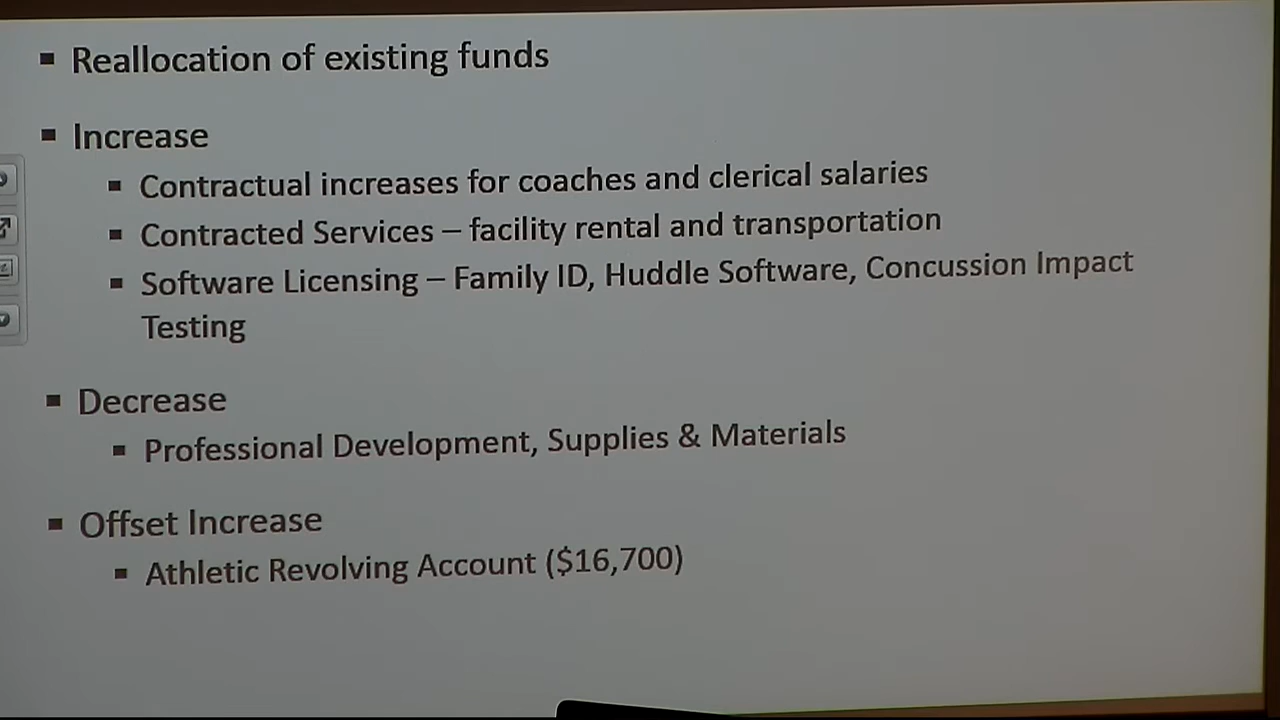 ▪ Reallocation of existing funds
▪ Increase
▪ Contractual increases for coaches and clerical salaries
▪ Contracted Services – facility rental and transportation
▪ Software Licensing – Family ID, Huddle Software, Concussion Impact
Testing
▪ Decrease
▪ Professional Development, Supplies & Materials
▪ Offset Increase
▪ Athletic Revolving Account ($16,700)